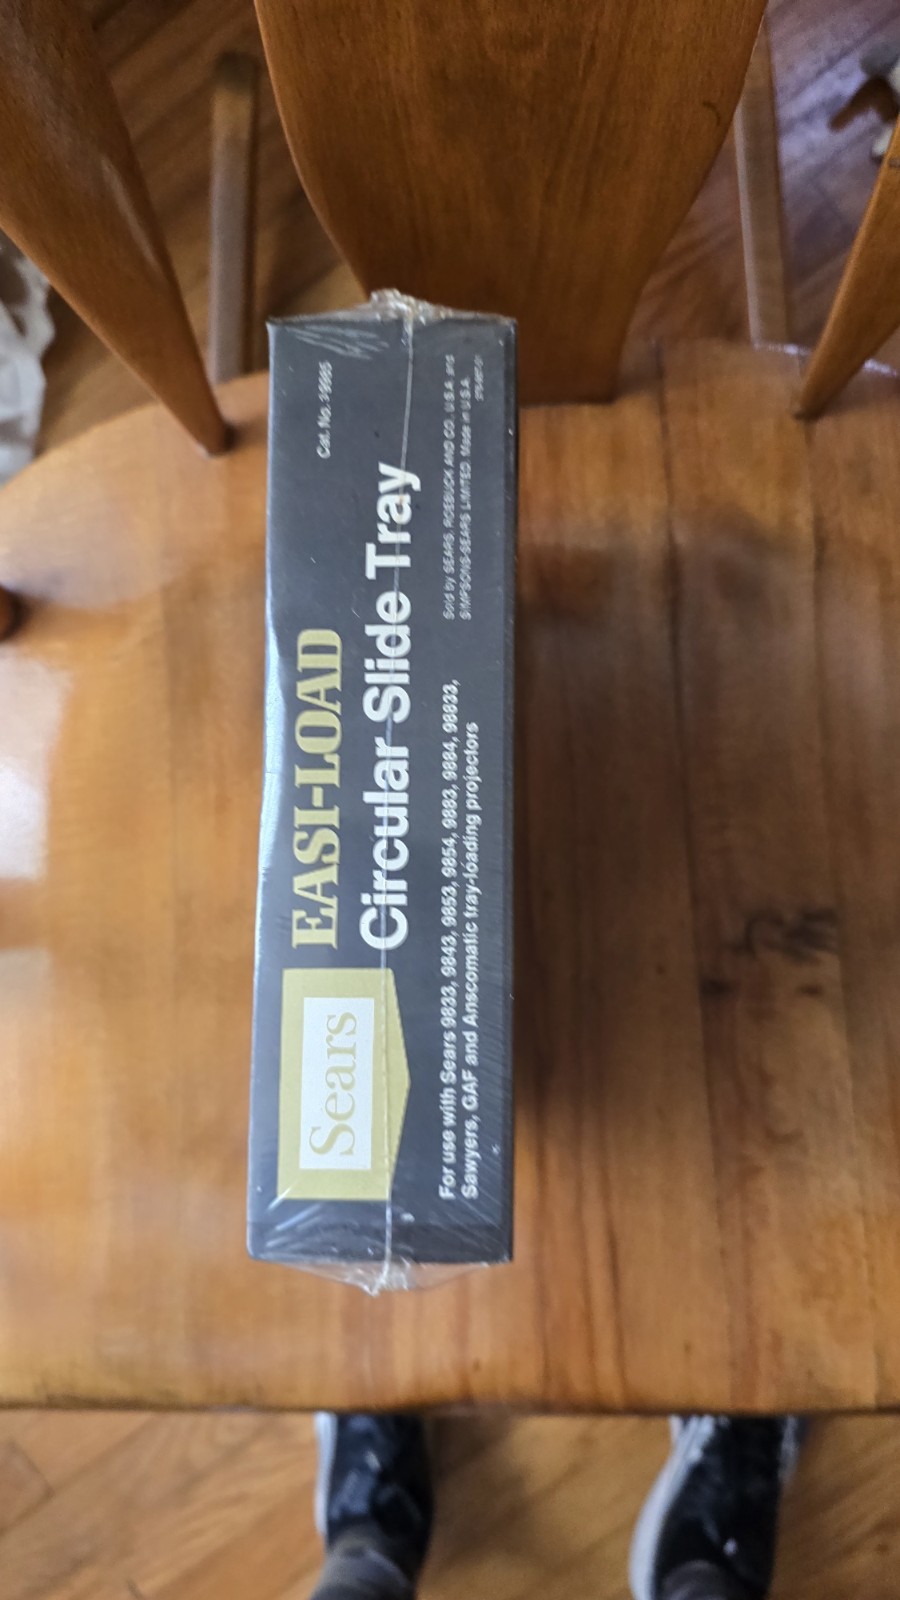 Sears
EASI-LOAD
Circular Slide Tray
Cat. No. 19985
For use with Sears 9833, 9843, 9853, 9854, 9883, 9884, 98833,
Sawyers, GAF and Anscomatic tray-loading projectors
Sold by SEARS, ROEBUCK AND CO. U.S.A. and
SIMPSONS-SEARS LIMITED. Made in U.S.A.